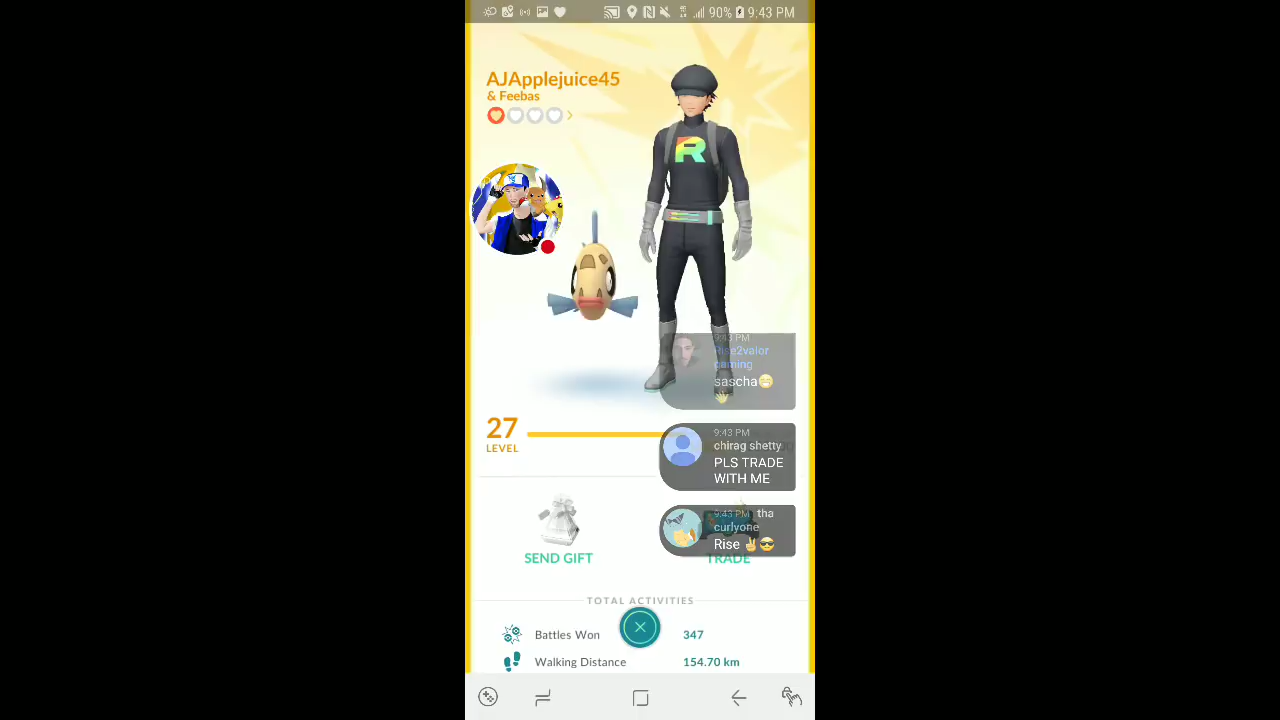 90% 9:43 PM
AJApplejuice45
& Feebas
R
9:43 PM
Rise2valor
gaming
sascha😁
👋
27
LEVEL
9:43 PM
chirag shetty
PLS TRADE
WITH ME
9:43 PM tha
curlyone
Rise ✌😎
SEND GIFT
TRADE
TOTAL ACTIVITIES
Battles Won 347
Walking Distance 154.70 km